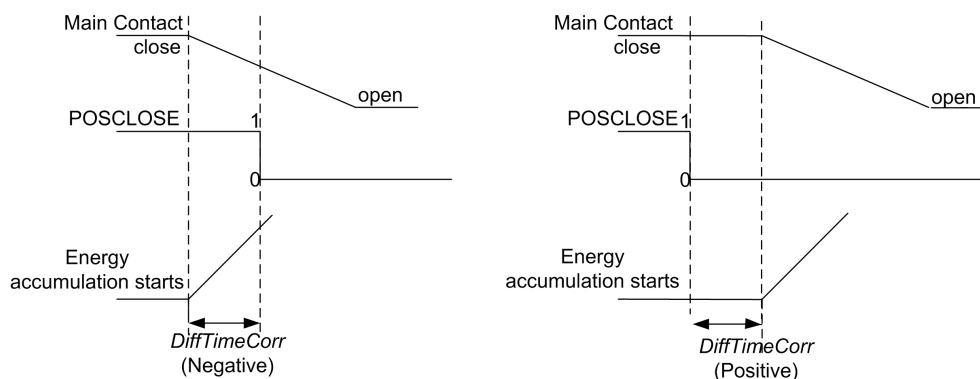 Main Contact
close
open
POSCLOSE
1
0
Energy
accumulation starts
DiffTimeCorr
(Negative)
Main Contact
close
open
POSCLOSE
1
0
Energy
accumulation starts
DiffTimeCorr
(Positive)